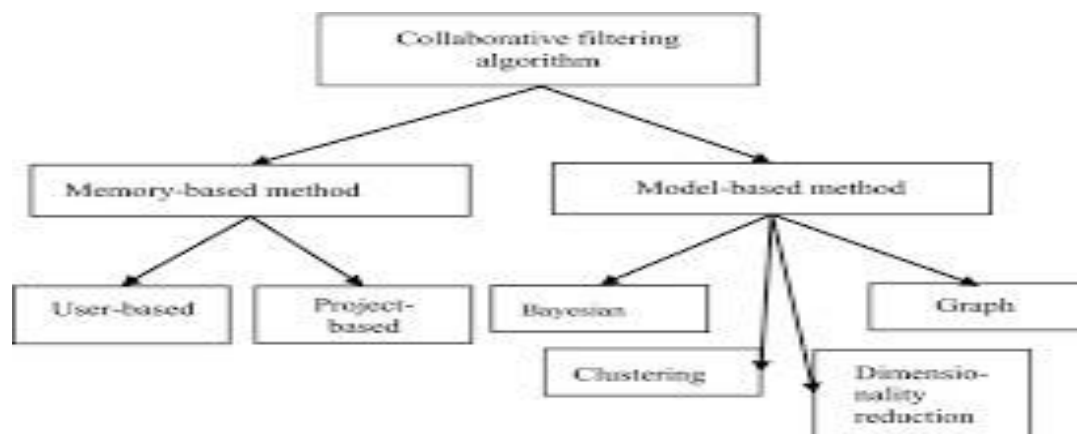 Collaborative filtering
algorithm
Memory-based method
Model-based method
User-based
Project-
based
Bayesian
Graph
Clustering
Dimensio-
nality
reduction